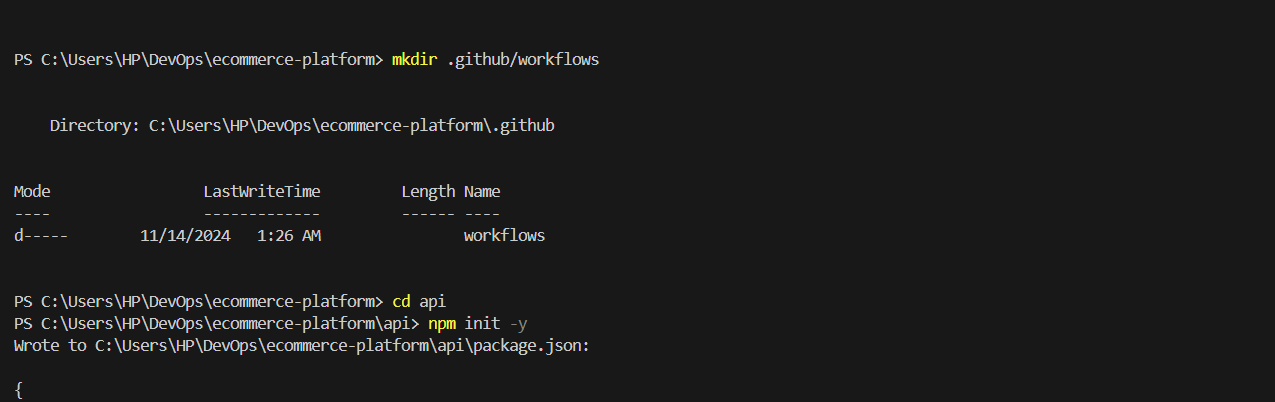 PS C:\Users\HP\DevOps\ecommerce-platform> mkdir .github/workflows
Directory: C:\Users\HP\DevOps\ecommerce-platform\.github
Mode                 LastWriteTime         Length Name
----                 -------------         ------ ----
d-----        11/14/2024   1:26 AM                workflows
PS C:\Users\HP\DevOps\ecommerce-platform> cd api
PS C:\Users\HP\DevOps\ecommerce-platform\api> npm init -y
Wrote to C:\Users\HP\DevOps\ecommerce-platform\api\package.json:
{